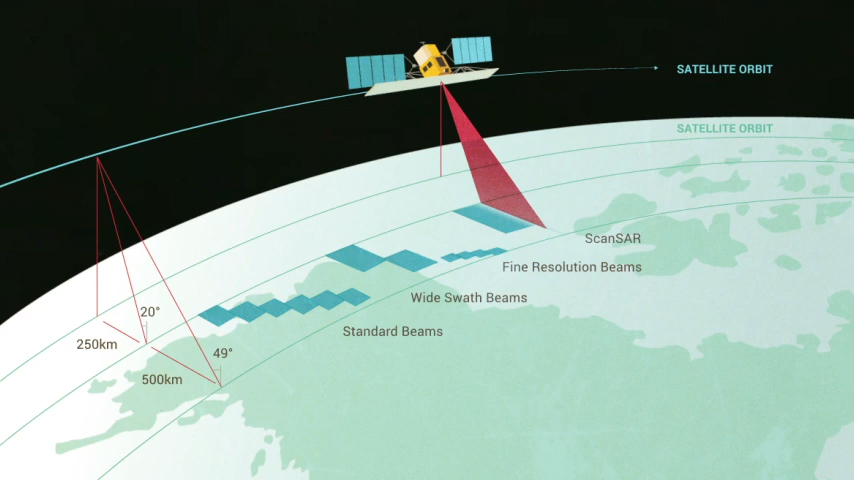 SATELLITE ORBIT
SATELLITE ORBIT
ScanSAR
Fine Resolution Beams
Wide Swath Beams
Standard Beams
20°
250km
49°
500km